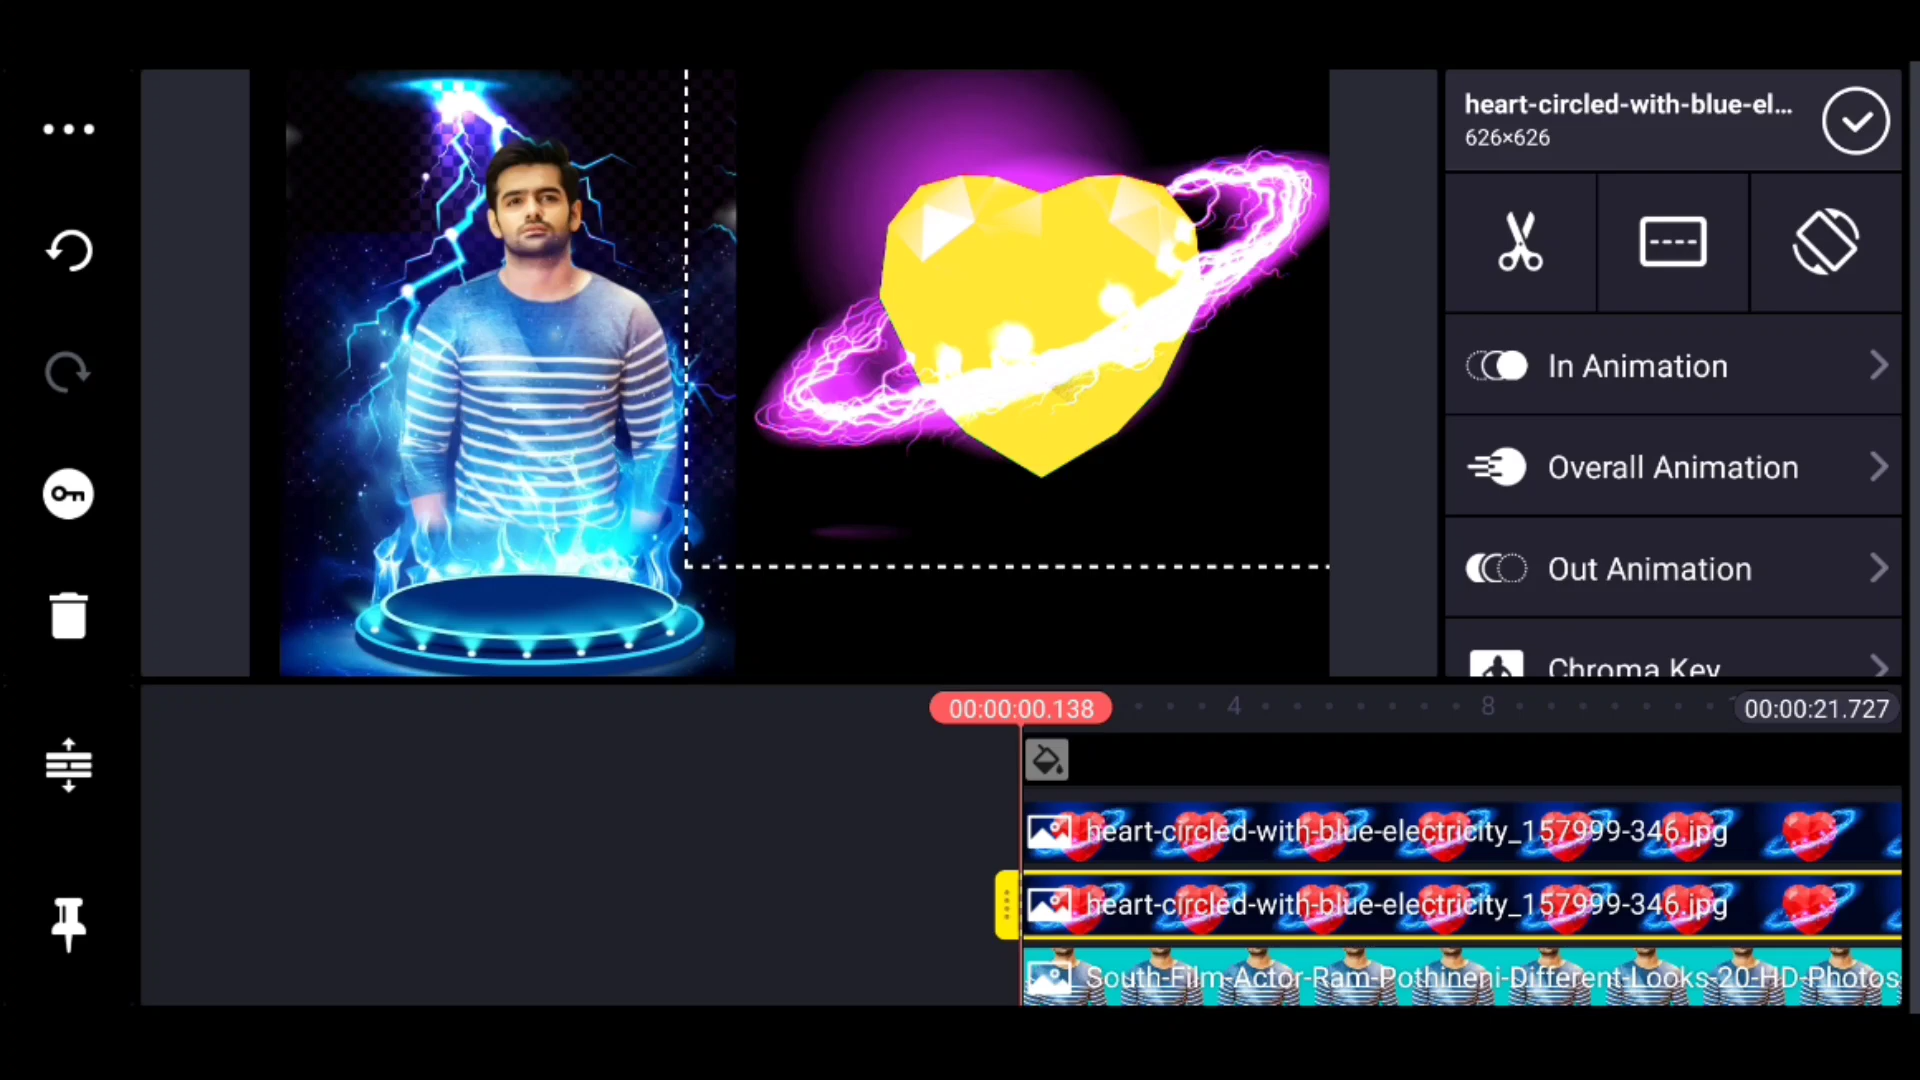 heart-circled-with-blue-el...
626×626
In Animation
Overall Animation
Out Animation
Chroma Key
00:00:00.138
4
8
00:00:21.727
heart-circled-with-blue-electricity_157999-346.jpg
heart-circled-with-blue-electricity_157999-346.jpg
South-Film-Actor-Ram-Pothineni-Different-Looks-20-HD-Photos